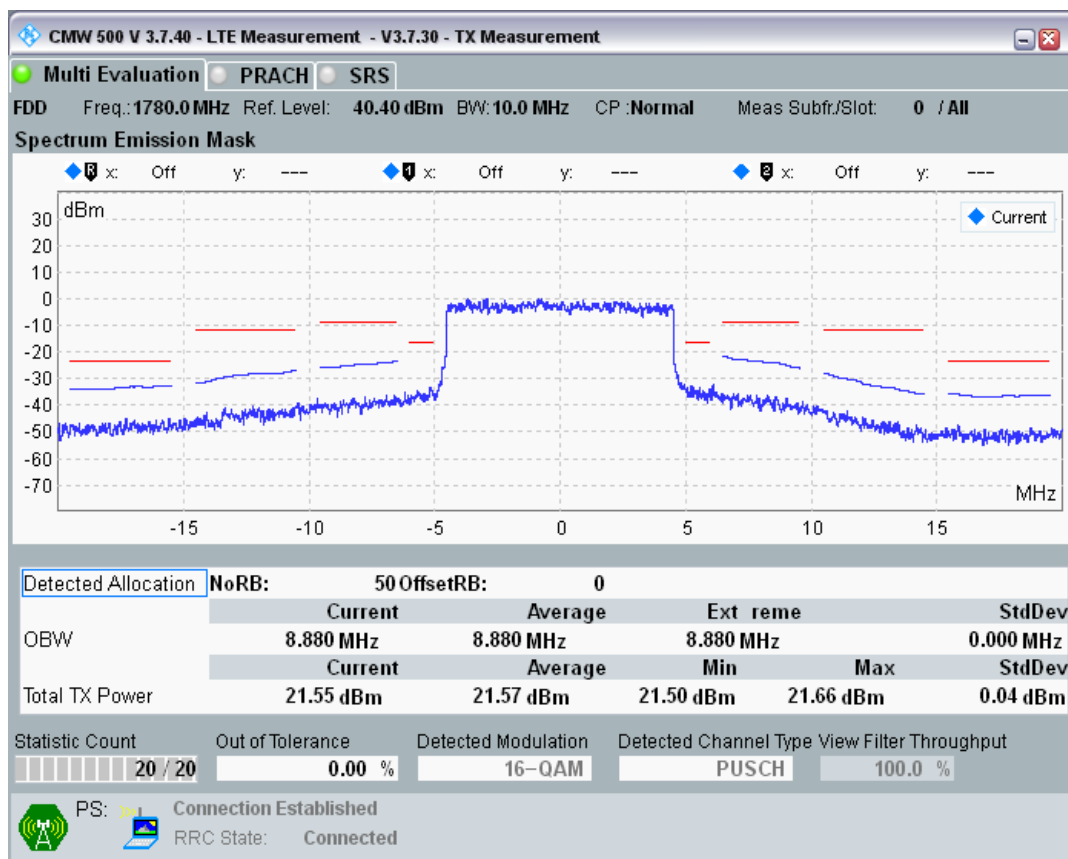 CMW 500 V 3.7.40 - LTE Measurement - V3.7.30 - TX Measurement
Multi Evaluation PRACH SRS
FDD Freq.: 1780.0 MHz Ref. Level: 40.40 dBm BW: 10.0 MHz CP :Normal Meas Subfr./Slot: 0 / All
Spectrum Emission Mask
R x: Off y: --- 1 x: Off y: --- 2 x: Off y: ---
dBm
Current
30
20
10
0
-10
-20
-30
-40
-50
-60
-70
MHz
-15 -10 -5 0 5 10 15
Detected Allocation NoRB: 50 OffsetRB: 0
Current Average Ext reme StdDev
OBW 8.880 MHz 8.880 MHz 8.880 MHz 0.000 MHz
Current Average Min Max StdDev
Total TX Power 21.55 dBm 21.57 dBm 21.50 dBm 21.66 dBm 0.04 dBm
Statistic Count Out of Tolerance Detected Modulation Detected Channel Type View Filter Throughput
20 / 20 0.00 % 16-QAM PUSCH 100.0 %
PS: Connection Established
RRC State: Connected